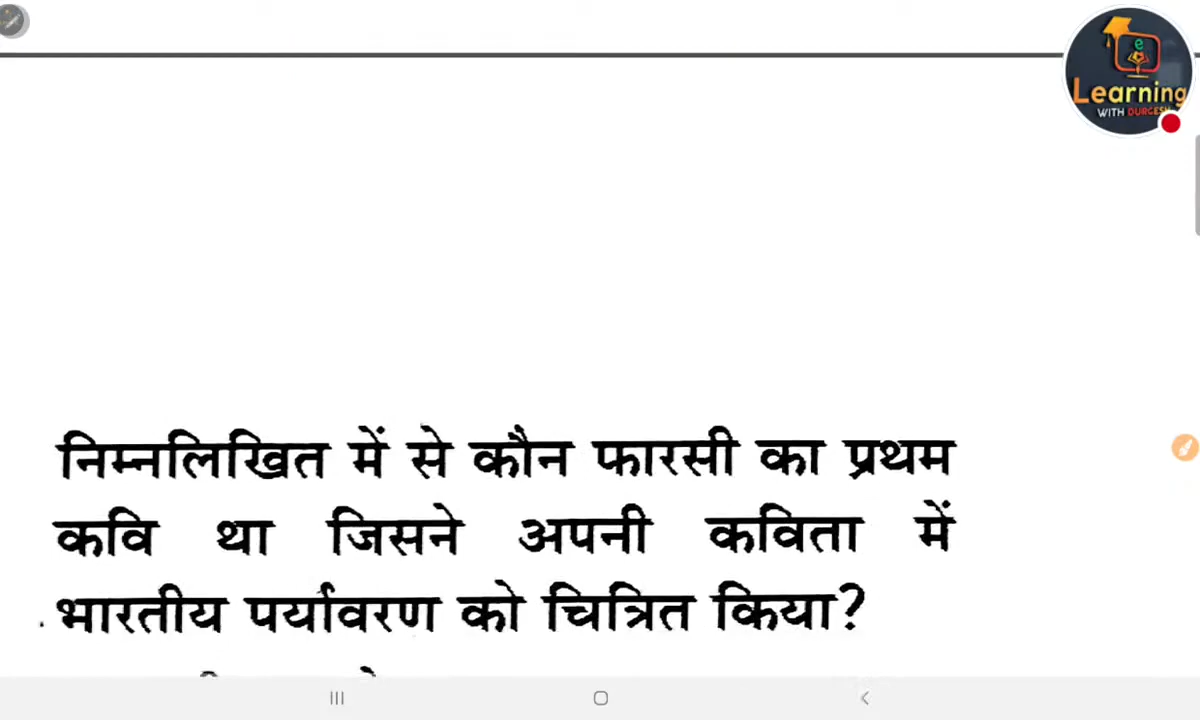 e
Learning
WITH DURGESH
निम्नलिखित में से कौन फारसी का प्रथम
कवि था जिसने अपनी कविता में
भारतीय पर्यावरण को चित्रित किया?